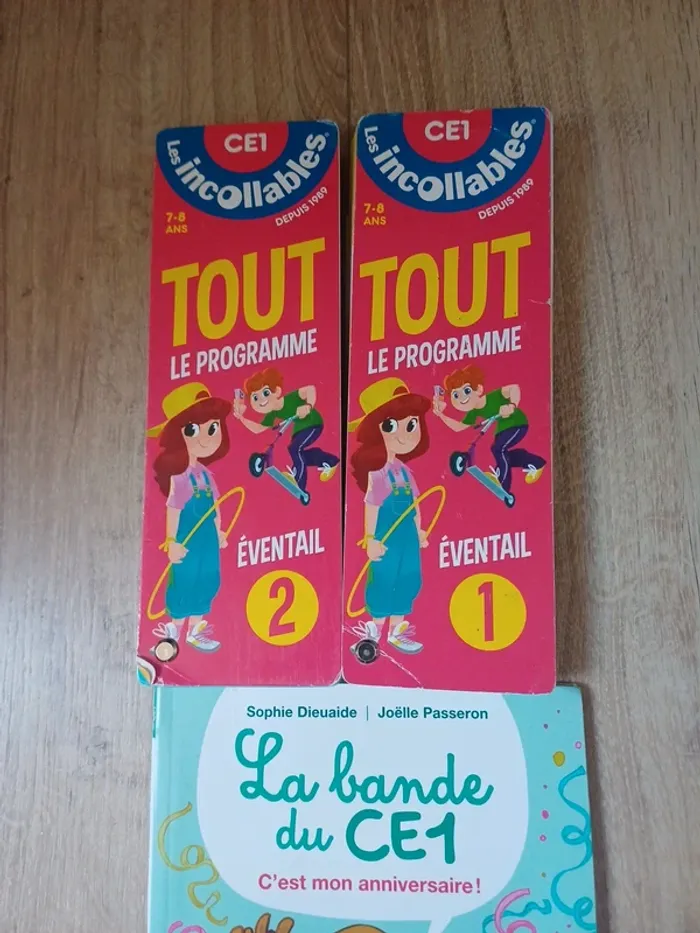 CE1
Les
incollables®
DEPUIS 1989
7-8
ANS
TOUT
LE PROGRAMME
ÉVENTAIL
2
CE1
Les
incollables®
DEPUIS 1989
7-8
ANS
TOUT
LE PROGRAMME
ÉVENTAIL
1
Sophie Dieuaide | Joëlle Passeron
La bande
du CE1
C'est mon anniversaire !